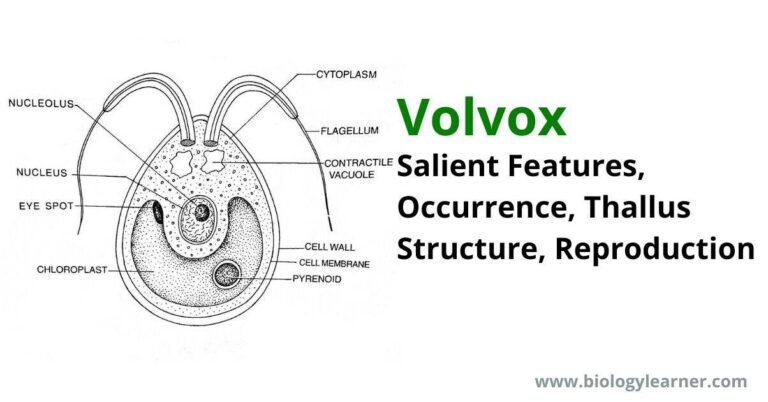 NUCLEOLUS
NUCLEUS
EYE SPOT
CHLOROPLAST
CYTOPLASM
FLAGELLUM
CONTRACTILE
VACUOLE
CELL WALL
CELL MEMBRANE
PYRENOID
Volvox
Salient Features,
Occurrence, Thallus
Structure, Reproduction
www.biologylearner.com